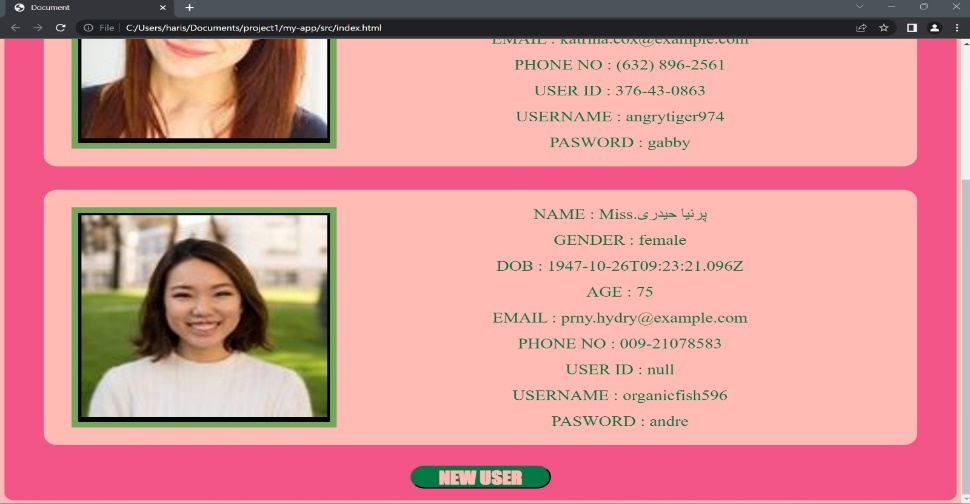 Document
File
C:/Users/haris/Documents/project1/my-app/src/index.html
EMAIL : katrina.cox@example.com
PHONE NO : (632) 896-2561
USER ID : 376-43-0863
USERNAME : angrytiger974
PASWORD : gabby
NAME : Miss.پرنیا حیدری
GENDER : female
DOB : 1947-10-26T09:23:21.096Z
AGE : 75
EMAIL : prny.hydry@example.com
PHONE NO : 009-21078583
USER ID : null
USERNAME : organicfish596
PASWORD : andre
NEW USER